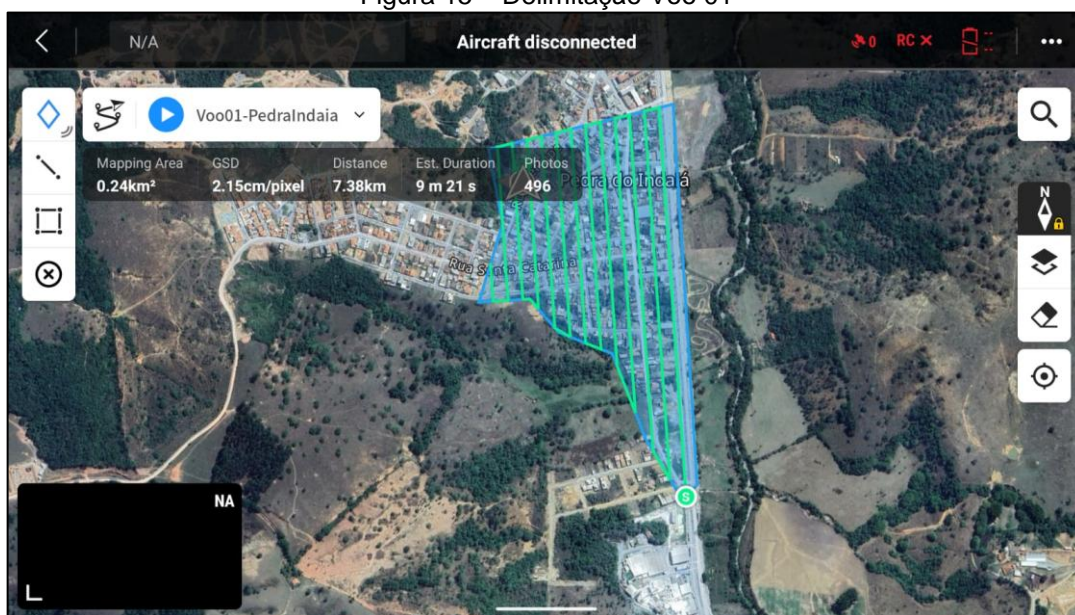 Figura 18 – Delimitação Voo 01
N/A
Aircraft disconnected
0
RC
Voo01-PedraIndaia
Mapping Area GSD Distance Est. Duration Photos
0.24km² 2.15cm/pixel 7.38km 9 m 21 s 496
Pedra do Indaiá
Rua Santa Catarina
N
S
NA